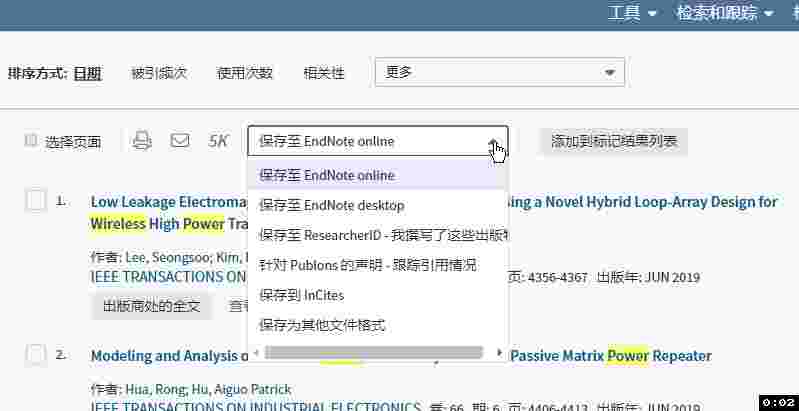 工具 检索和跟踪
排序方式: 日期 被引频次 使用次数 相关性 更多
选择页面 5K 保存至 EndNote online 添加到标记结果列表
保存至 EndNote online
保存至 EndNote desktop
保存至 ResearcherID - 我撰写了这些出版
针对 Publons 的声明 - 跟踪引用情况
保存到 InCites
保存为其他文件格式
1. Low Leakage Electroma sing a Novel Hybrid Loop-Array Design for
Wireless High Power Tra
作者: Lee, Seongsoo; Kim,
IEEE TRANSACTIONS ON 页: 4356-4367 出版年: JUN 2019
出版商处的全文 查看
2. Modeling and Analysis o Passive Matrix Power Repeater
作者: Hua, Rong; Hu, Aiguo Patrick
IEEE TRANSACTIONS ON INDUSTRIAL ELECTRONICS 卷: 66 期: 6 页: 4406-4413 出版年: JUN 2019
0:02